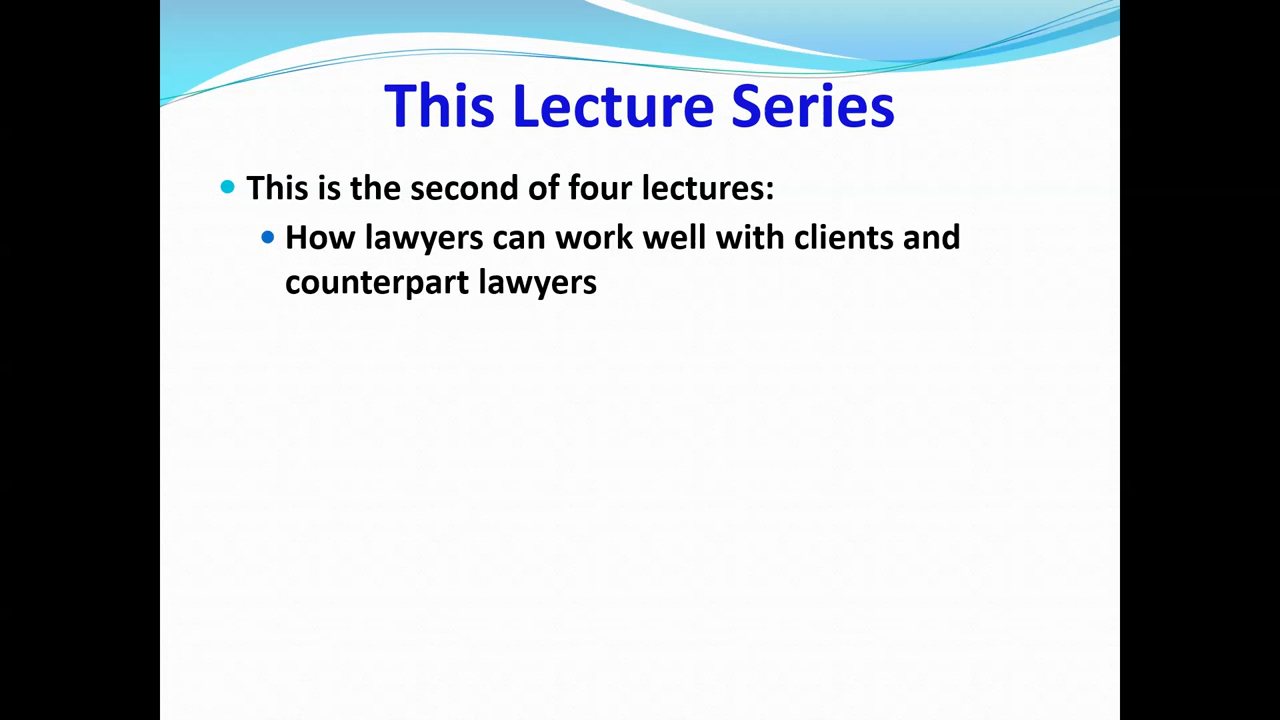 This Lecture Series
This is the second of four lectures:
How lawyers can work well with clients and
counterpart lawyers